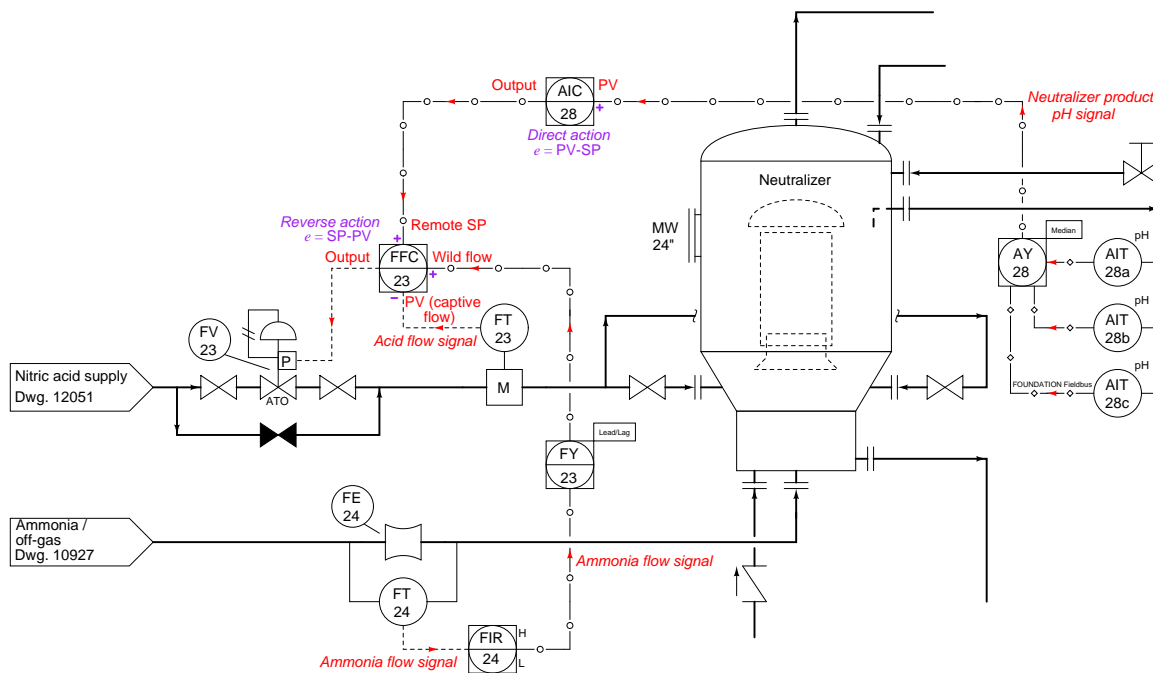 Output
PV
AIC
28
+
Direct action
e = PV-SP
Neutralizer product
pH signal
Neutralizer
MW
24"
Reverse action
e = SP-PV
Remote SP
+
Output
FFC
23
Wild flow
+
−
PV (captive
flow)
Acid flow signal
FT
23
Median
AY
28
pH
AIT
28a
pH
AIT
28b
pH
AIT
28c
FOUNDATION Fieldbus
FV
23
P
ATO
Nitric acid supply
Dwg. 12051
M
Lead/Lag
FY
23
FE
24
Ammonia /
off-gas
Dwg. 10927
Ammonia flow signal
FT
24
FIR
24
H
L
Ammonia flow signal